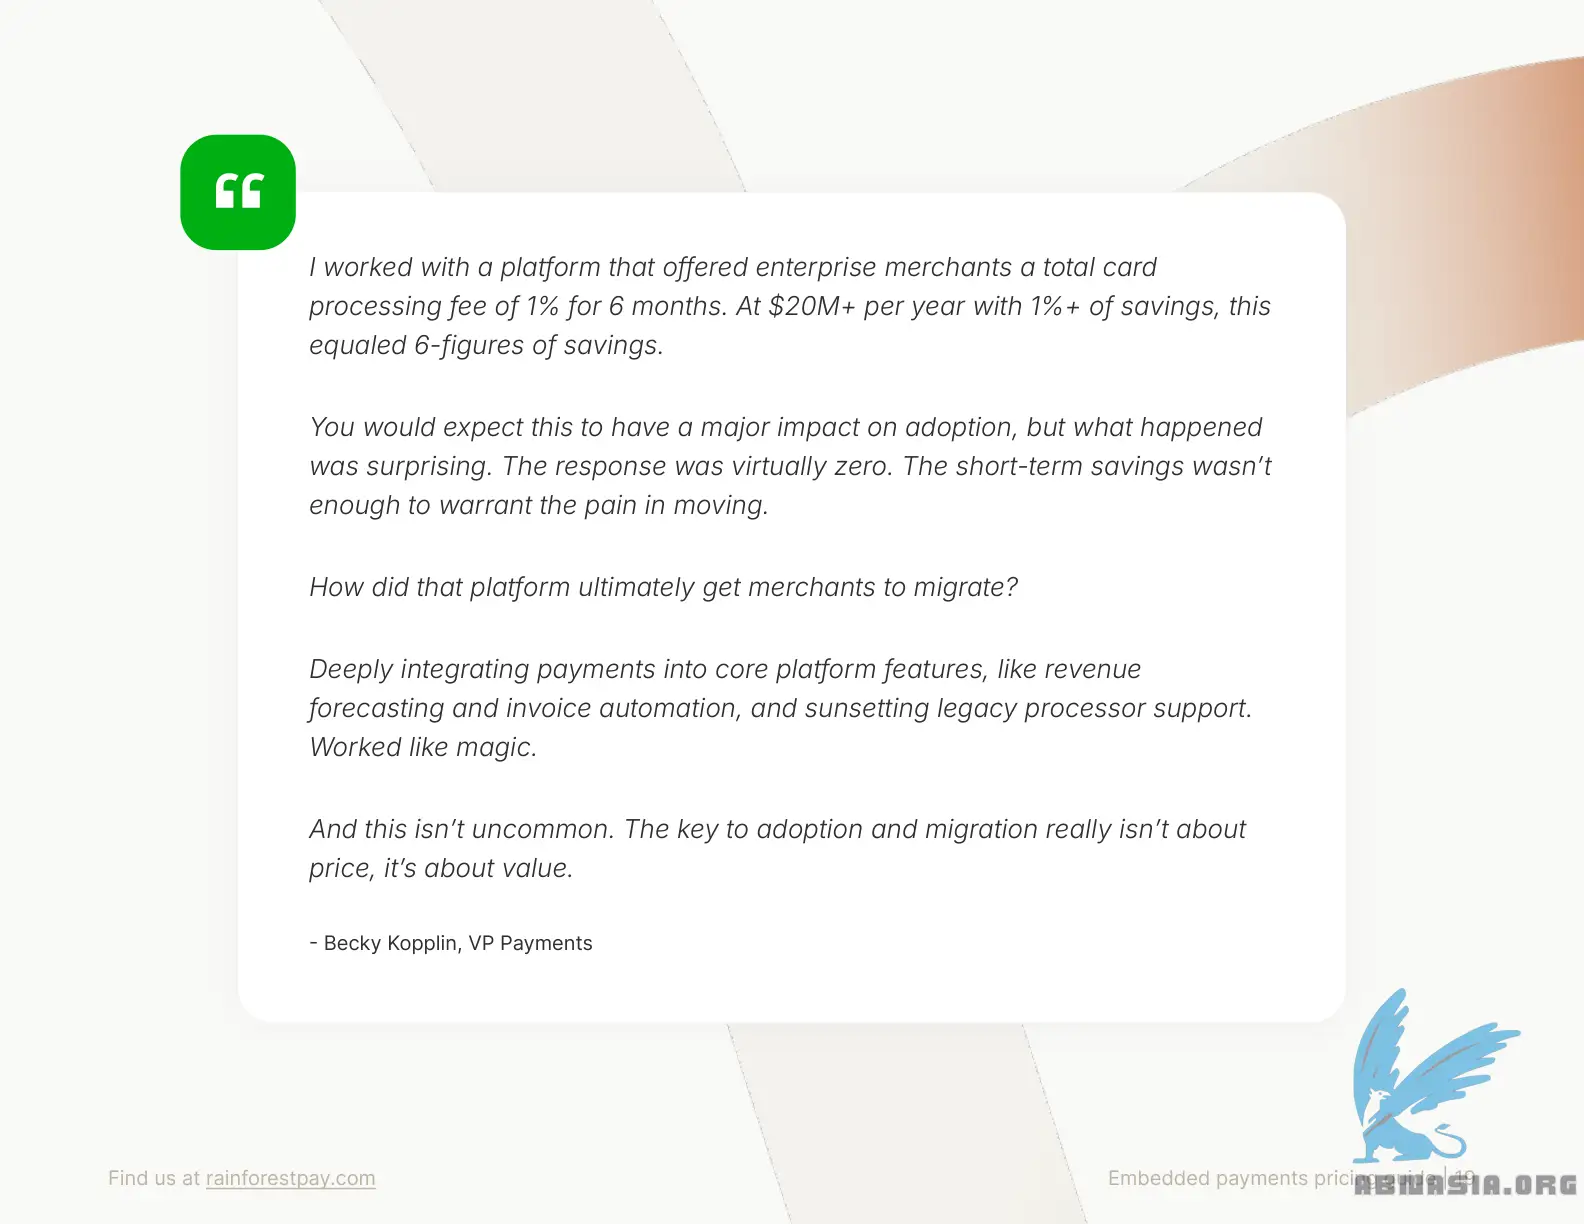 “
I worked with a platform that offered enterprise merchants a total card
processing fee of 1% for 6 months. At $20M+ per year with 1%+ of savings, this
equaled 6-figures of savings.
You would expect this to have a major impact on adoption, but what happened
was surprising. The response was virtually zero. The short-term savings wasn’t
enough to warrant the pain in moving.
How did that platform ultimately get merchants to migrate?
Deeply integrating payments into core platform features, like revenue
forecasting and invoice automation, and sunsetting legacy processor support.
Worked like magic.
And this isn’t uncommon. The key to adoption and migration really isn’t about
price, it’s about value.
- Becky Kopplin, VP Payments
Find us at rainforestpay.com
Embedded payments pricing guide | 19
ABIWASIA.ORG